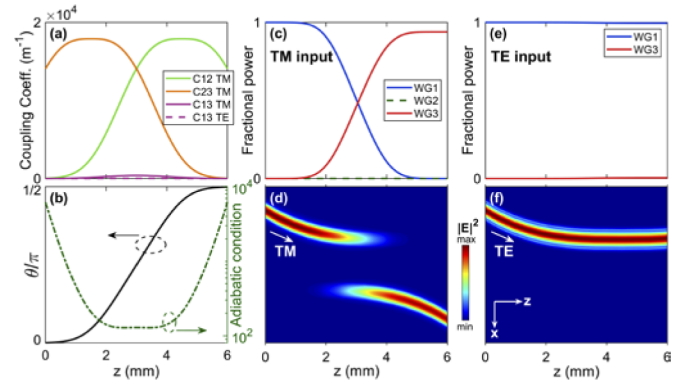 (a)
× 10⁴
2
0
Coupling Coeff. (m⁻¹)
C12 TM
C23 TM
C13 TM
C13 TE
(c)
TM input
1
0
Fractional power
WG1
WG2
WG3
(e)
TE input
1
0
Fractional power
WG1
WG3
(b)
1/2
0
θ/π
10⁴
10²
Adiabatic condition
0 2 4 6
z (mm)
(d)
TM
0 2 4 6
z (mm)
|E|²
max
min
(f)
TE
z
x
0 2 4 6
z (mm)